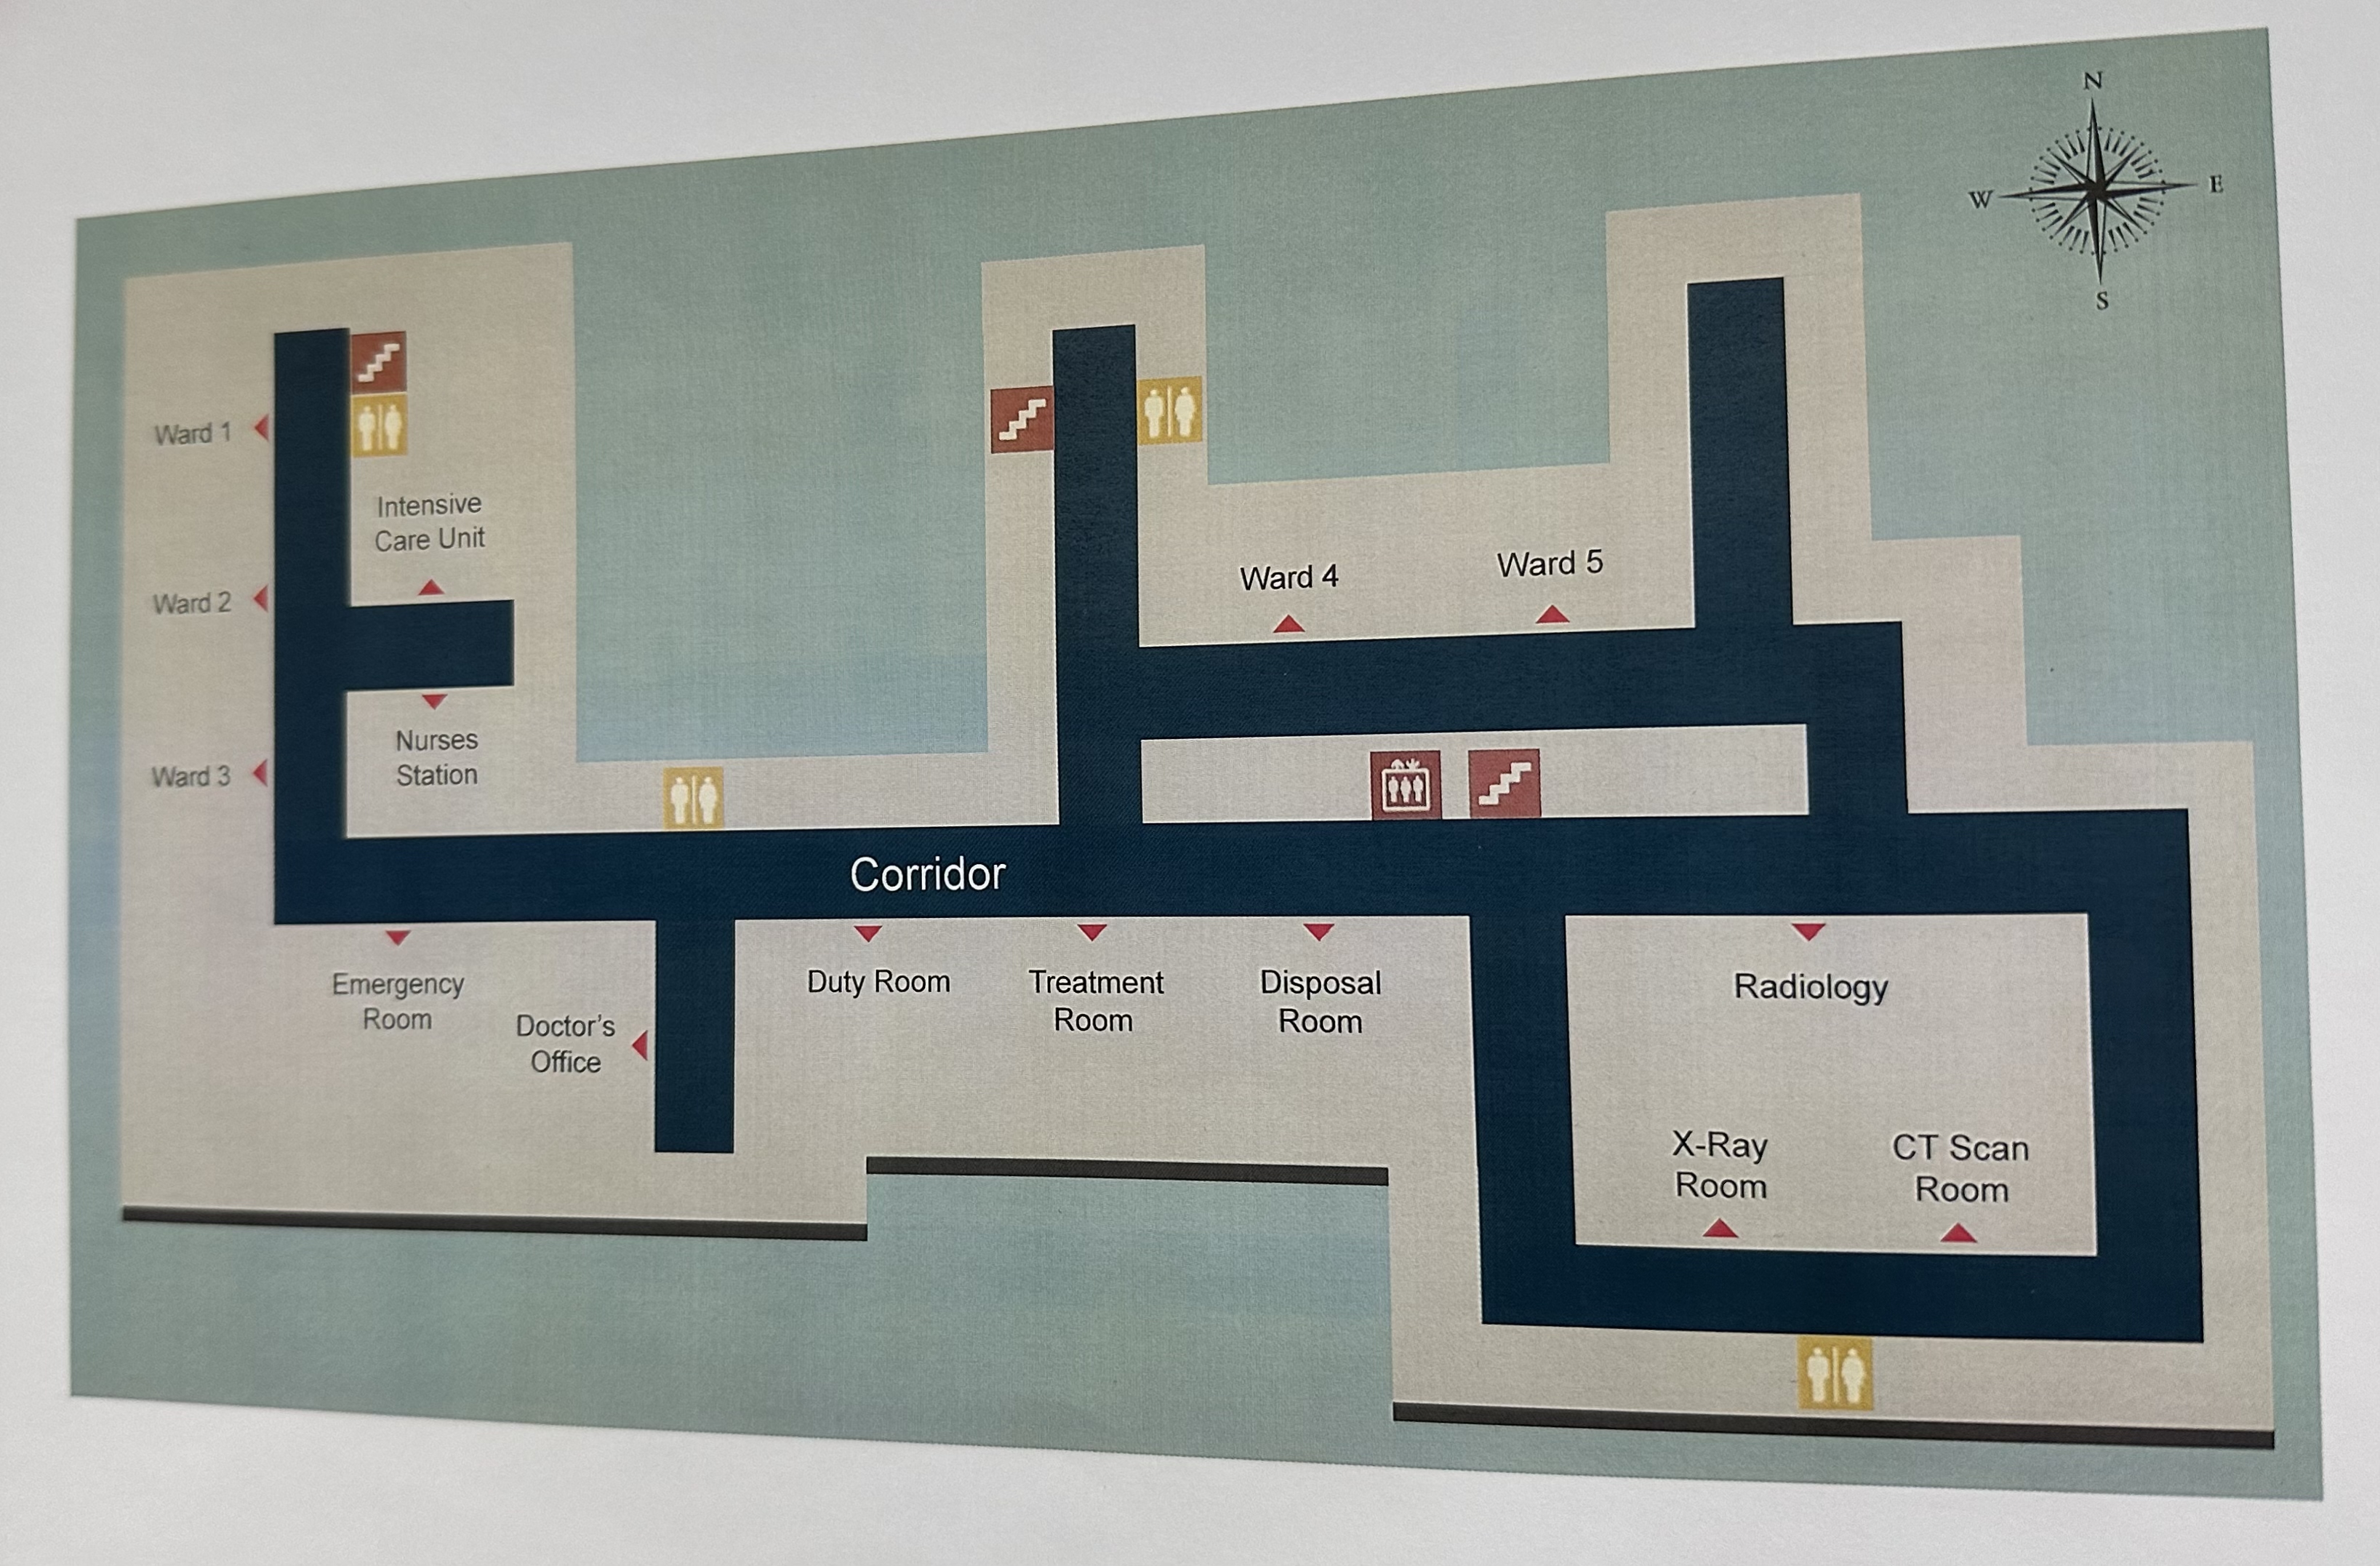 N
W
E
S
Ward 1
Intensive
Care Unit
Ward 2
Ward 4
Ward 5
Nurses
Station
Ward 3
Corridor
Emergency
Room
Doctor’s
Office
Duty Room
Treatment
Room
Disposal
Room
Radiology
X-Ray
Room
CT Scan
Room